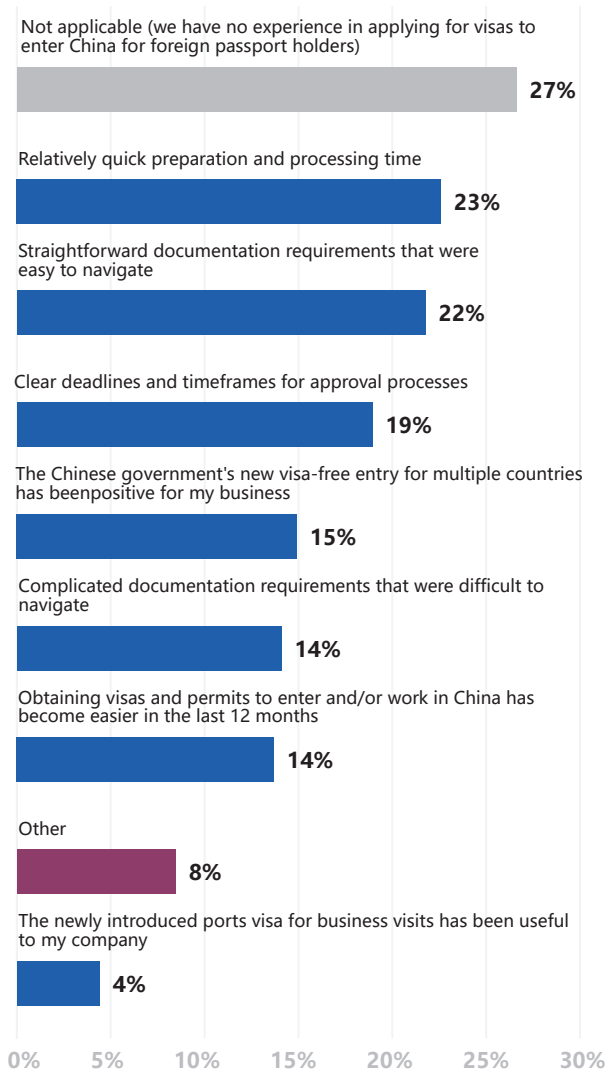 Not applicable (we have no experience in applying for visas to
enter China for foreign passport holders)
27%
Relatively quick preparation and processing time
23%
Straightforward documentation requirements that were
easy to navigate
22%
Clear deadlines and timeframes for approval processes
19%
The Chinese government's new visa-free entry for multiple countries
has beenpositive for my business
15%
Complicated documentation requirements that were difficult to
navigate
14%
Obtaining visas and permits to enter and/or work in China has
become easier in the last 12 months
14%
Other
8%
The newly introduced ports visa for business visits has been useful
to my company
4%
0% 5% 10% 15% 20% 25% 30%